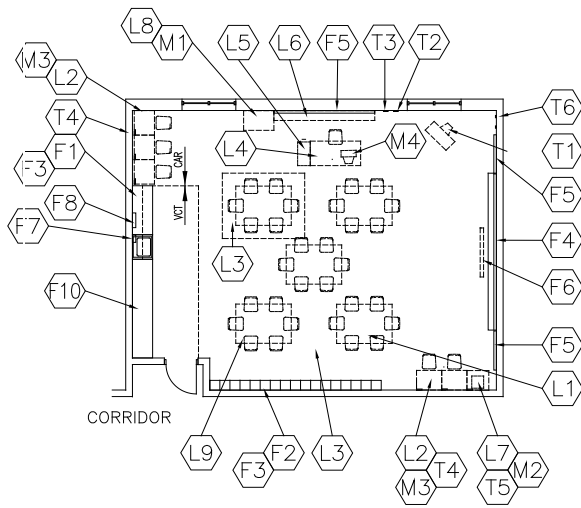 L8 M1 L5 L6 F5 T3 T2
M3 L2
T4
F1
F3
F8
F7
F10
CAR
VCT
L4
M4
L3
T6
T1
F5
F4
F6
F5
L1
CORRIDOR
L9 F3 F2 L3 L2 M3 T4 L7 T5 M2